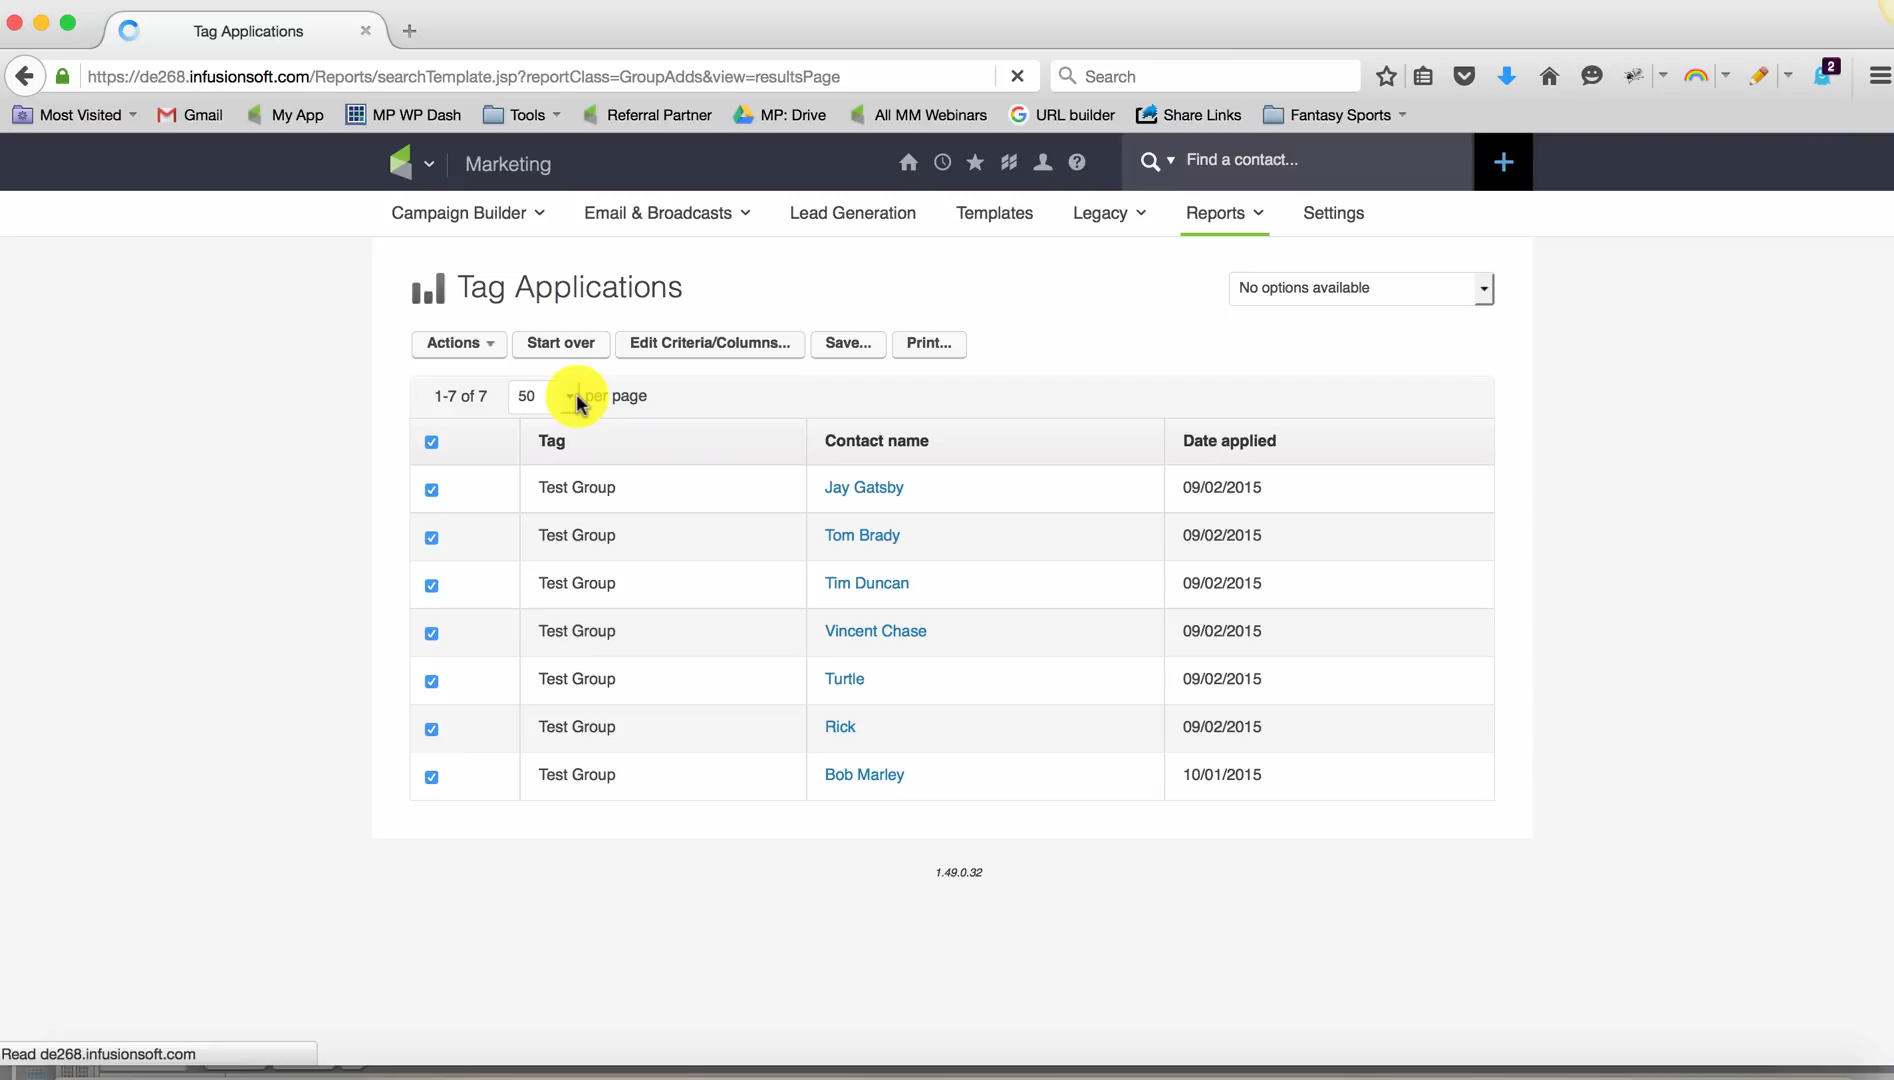 Tag Applications
https://de268.infusionsoft.com/Reports/searchTemplate.jsp?reportClass=GroupAdds&view=resultsPage
Search
2
Most Visited Gmail My App MP WP Dash Tools Referral Partner MP: Drive All MM Webinars URL builder Share Links Fantasy Sports
Marketing
Find a contact...
Campaign Builder Email & Broadcasts Lead Generation Templates Legacy Reports Settings
Tag Applications
No options available
Actions Start over Edit Criteria/Columns... Save... Print...
1-7 of 7 50 per page
Tag Contact name Date applied
Test Group Jay Gatsby 09/02/2015
Test Group Tom Brady 09/02/2015
Test Group Tim Duncan 09/02/2015
Test Group Vincent Chase 09/02/2015
Test Group Turtle 09/02/2015
Test Group Rick 09/02/2015
Test Group Bob Marley 10/01/2015
1.49.0.32
Read de268.infusionsoft.com